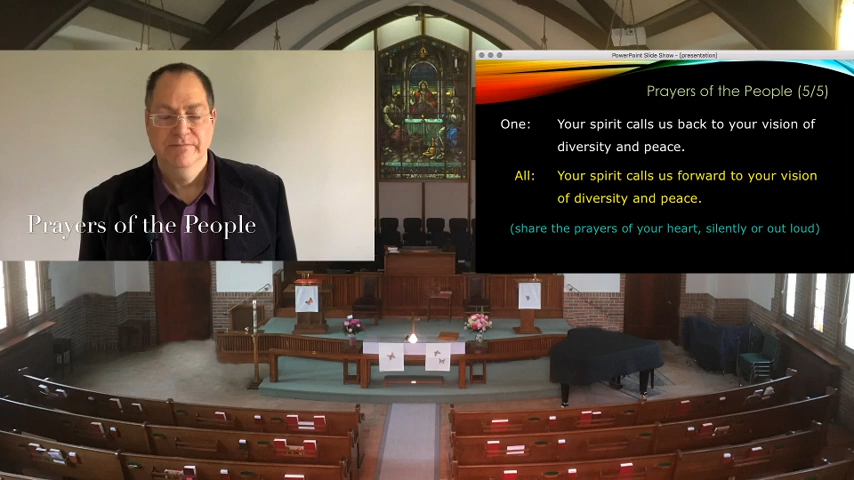 Prayers of the People
PowerPoint Slide Show - [presentation]
Prayers of the People (5/5)
One: Your spirit calls us back to your vision of
diversity and peace.
All: Your spirit calls us forward to your vision
of diversity and peace.
(share the prayers of your heart, silently or out loud)